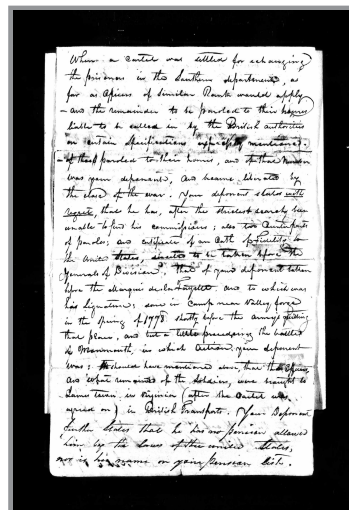 When a cartel was settled for exchanging
the prisoners in the Southern department, as
far as officers of Similar Rank would apply
— and the remainder to be paroled to their homes
liable to be called in by the British authorities
on certain specifications expressly mentioned. —
of those paroled to their homes, and of that Number
was your deponent, and became liberated by
the close of the war. Your deponent states with
regret, that he has, after the strictest search, been
unable to find his commissions; also two Counterparts
of paroles; and certificate of an Oath of fidelity to
the United States, directed to be taken before the
Generals of Divisions, that of your deponent taken
before the Marquis de La Fayette and to which was
his Signature; done in Camp near Valley forge
in the Spring of 1778 shortly before the army's quitting
that place, and but a little preceding the battle
of Monmouth, in which Action, your deponent
was: I should have mentioned above, that the Officers
and what remained of the Soldiers, were brought to
James town in Virginia (after the Cartel was
agreed on) in British Transports. Your Deponent
further States that he has no pension allowed
him by the laws of the united States,
nor is his name on your pension list.